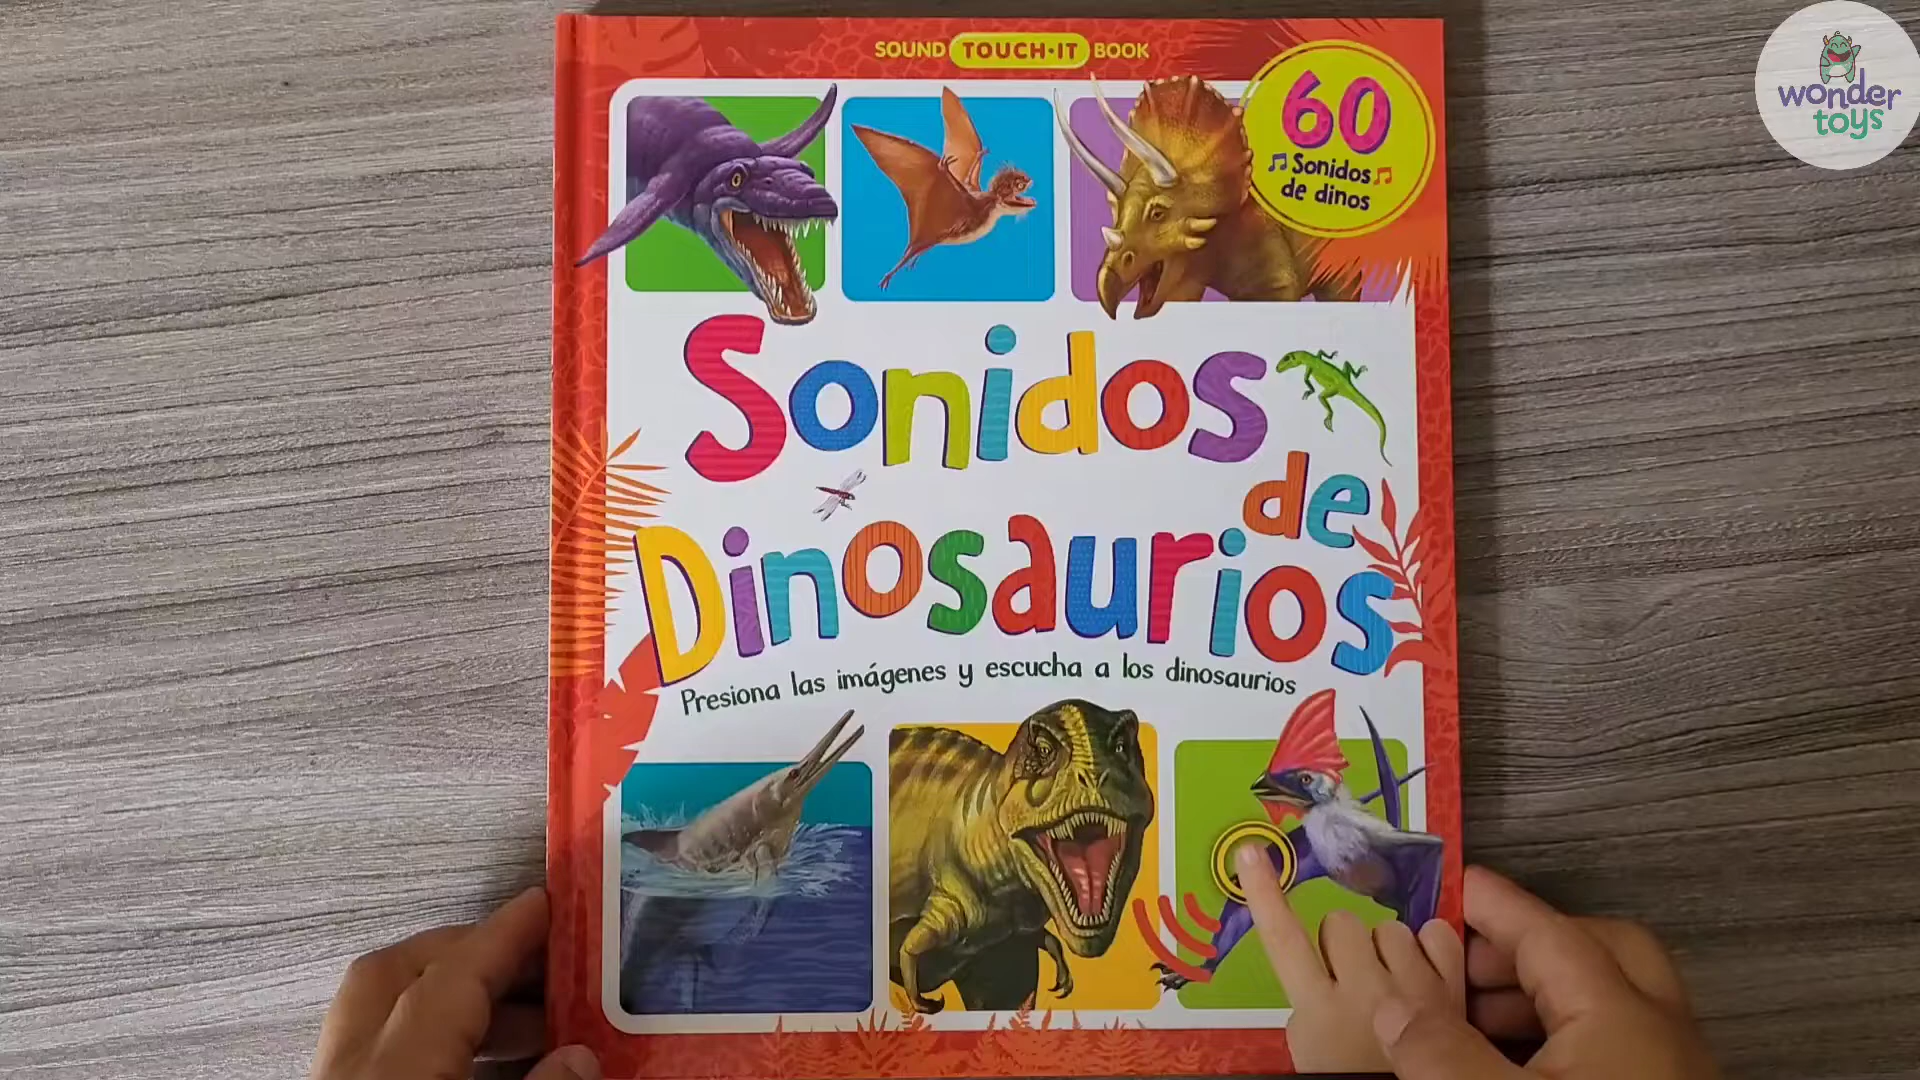 SOUND TOUCH·IT BOOK
60
Sonidos
de dinos
wonder
toys
Sonidos
de
Dinosaurios
Presiona las imágenes y escucha a los dinosaurios